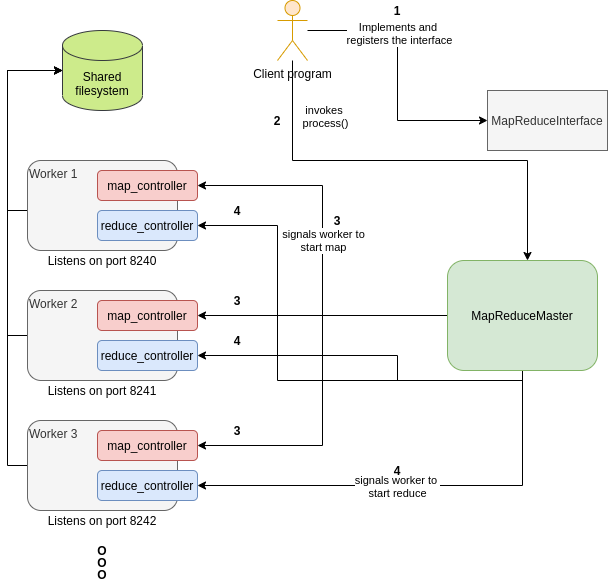 1
Implements and
registers the interface
Shared
filesystem
Client program
2
invokes
process()
MapReduceInterface
Worker 1
map_controller
reduce_controller
4
3
signals worker to
start map
Listens on port 8240
Worker 2
map_controller
3
MapReduceMaster
reduce_controller
4
Listens on port 8241
Worker 3
map_controller
3
reduce_controller
4
signals worker to
start reduce
Listens on port 8242
O
O
O